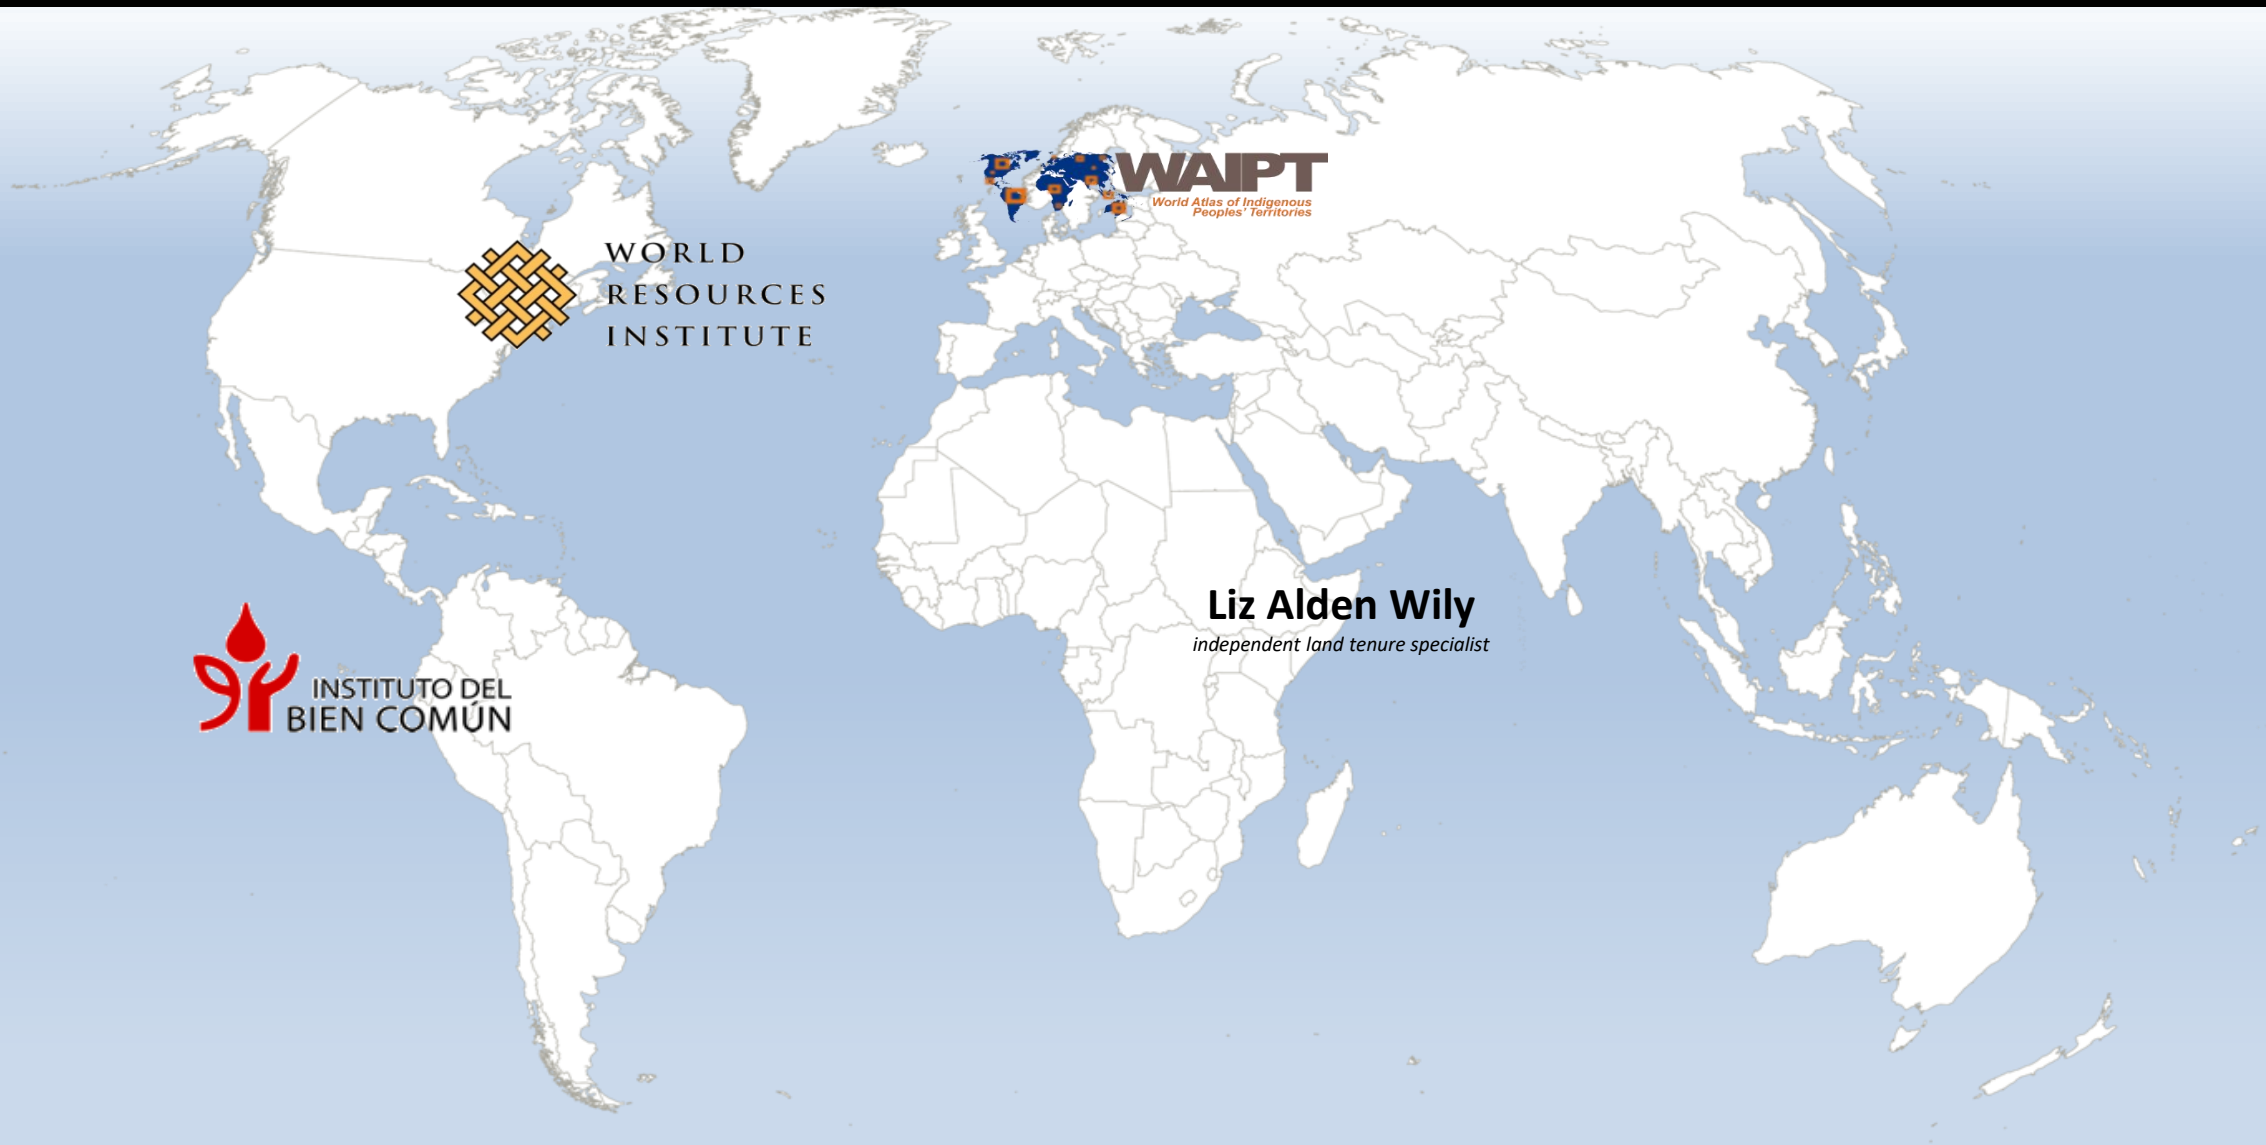 WAIPT
World Atlas of Indigenous
Peoples' Territories
WORLD
RESOURCES
INSTITUTE
Liz Alden Wily
independent land tenure specialist
INSTITUTO DEL
BIEN COMÚN